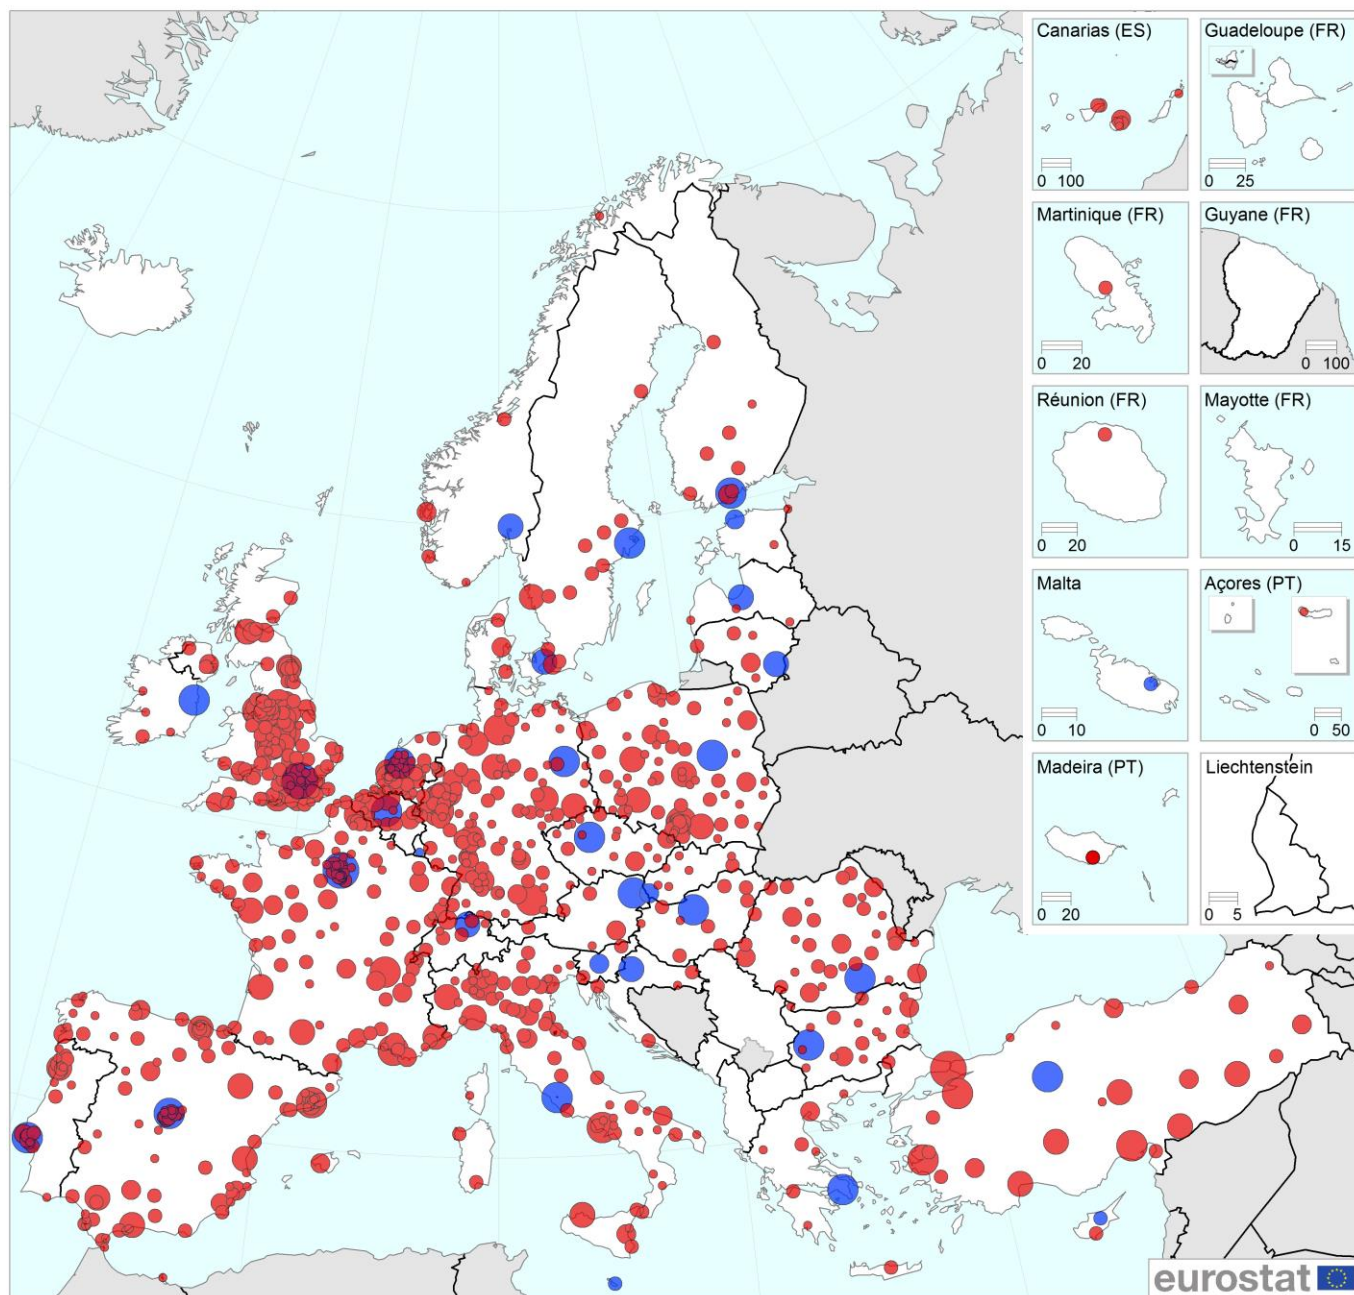 Canarias (ES)
0 100
Guadeloupe (FR)
0 25
Martinique (FR)
0 20
Guyane (FR)
0 100
Réunion (FR)
0 20
Mayotte (FR)
0 15
Malta
0 10
Açores (PT)
0 50
Madeira (PT)
0 20
Liechtenstein
0 5
eurostat